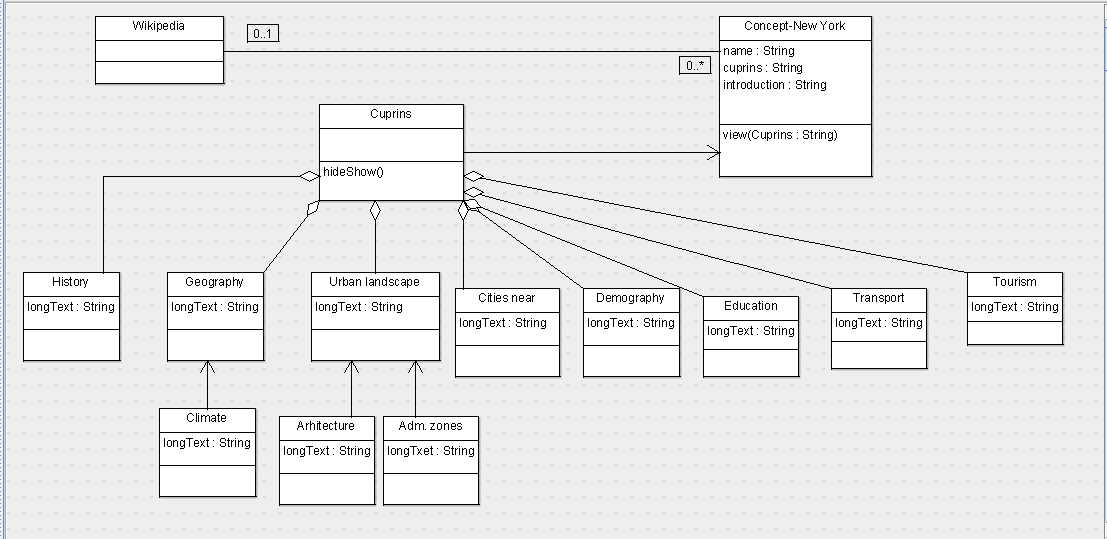 Wikipedia
0..1
Concept-New York
name : String
cuprins : String
introduction : String
0..*
view(Cuprins : String)
Cuprins
hideShow()
History
longText : String
Geography
longText : String
Urban landscape
longText : String
Cities near
longText : String
Demography
longText : String
Education
longText : String
Transport
longText : String
Tourism
longText : String
Climate
longText : String
Arhitecture
longText : String
Adm. zones
longTxet : String